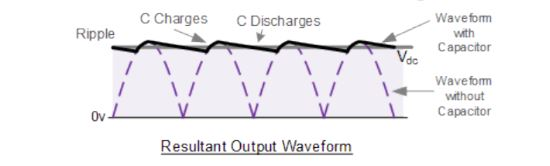 C Charges
C Discharges
Ripple
Waveform
with
Capacitor
Vdc
Waveform
without
Capacitor
0v
Resultant Output Waveform